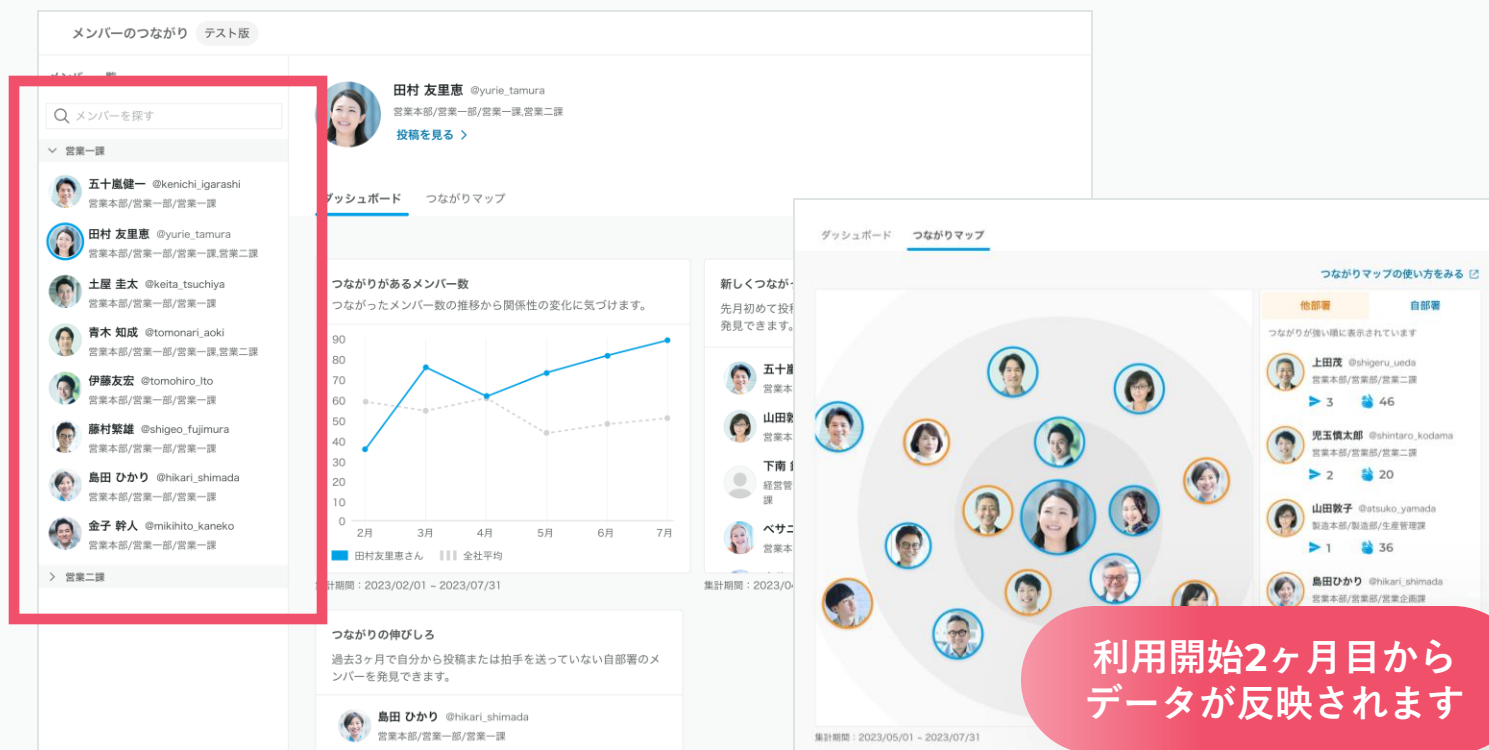 メンバーのつながり テスト版
メンバーを探す
営業一課
五十嵐健一 @kenichi_igarashi
営業本部/営業一部/営業一課
田村 友里恵 @yurie_tamura
営業本部/営業一部/営業一課,営業二課
土屋 圭太 @keita_tsuchiya
営業本部/営業一部/営業一課
青木 知成 @tomonari_aoki
営業本部/営業一部/営業一課,営業二課
伊藤友宏 @tomohiro_Ito
営業本部/営業一部/営業一課
藤村繁雄 @shigeo_fujimura
営業本部/営業一部/営業一課
島田 ひかり @hikari_shimada
営業本部/営業一部/営業一課
金子 幹人 @mikihito_kaneko
営業本部/営業一部/営業一課
営業二課
田村 友里恵 @yurie_tamura
営業本部/営業一部/営業一課,営業二課
投稿を見る
ダッシュボード つながりマップ
つながりがあるメンバー数
つながったメンバー数の推移から関係性の変化に気づけます。
90
80
70
60
50
40
30
20
10
0
2月 3月 4月 5月 6月 7月
田村友里恵さん 全社平均
集計期間：2023/02/01 ~ 2023/07/31
つながりの伸びしろ
過去3ヶ月で自分から投稿または拍手を送っていない自部署のメ
ンバーを発見できます。
島田 ひかり @hikari_shimada
営業本部/営業一部/営業一課
新しくつなが
先月初めて投
発見できます。
五十嵐
営業本
山田敦
営業本
下南
経営管
課
ベサニ
営業本
集計期間：2023/04
ダッシュボード つながりマップ
つながりマップの使い方をみる
他部署 自部署
つながりが強い順に表示されています
上田茂 @shigeru_ueda
営業本部/営業部/営業二課
3 46
児玉慎太郎 @shintaro_kodama
営業本部/営業部/営業二課
2 20
山田敦子 @atsuko_yamada
製造本部/製造部/生産管理課
1 36
島田ひかり @hikari_shimada
営業本部/営業部/営業企画課
集計期間：2023/05/01 ~ 2023/07/31
利用開始2ヶ月目から
データが反映されます